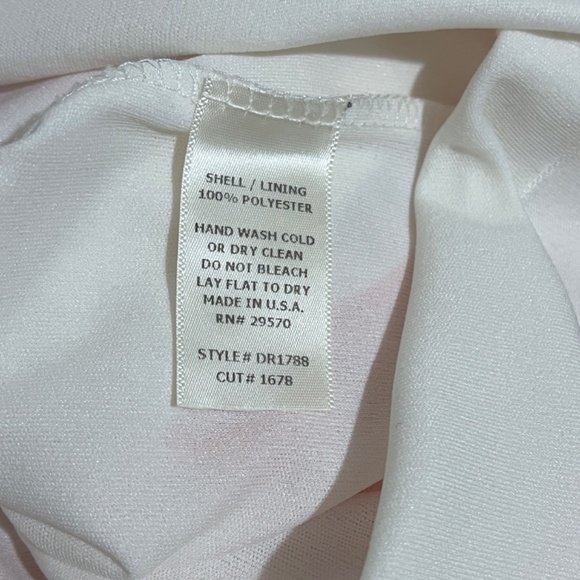 SHELL / LINING
100% POLYESTER
HAND WASH COLD
OR DRY CLEAN
DO NOT BLEACH
LAY FLAT TO DRY
MADE IN U.S.A.
RN# 29570
STYLE# DR1788
CUT# 1678